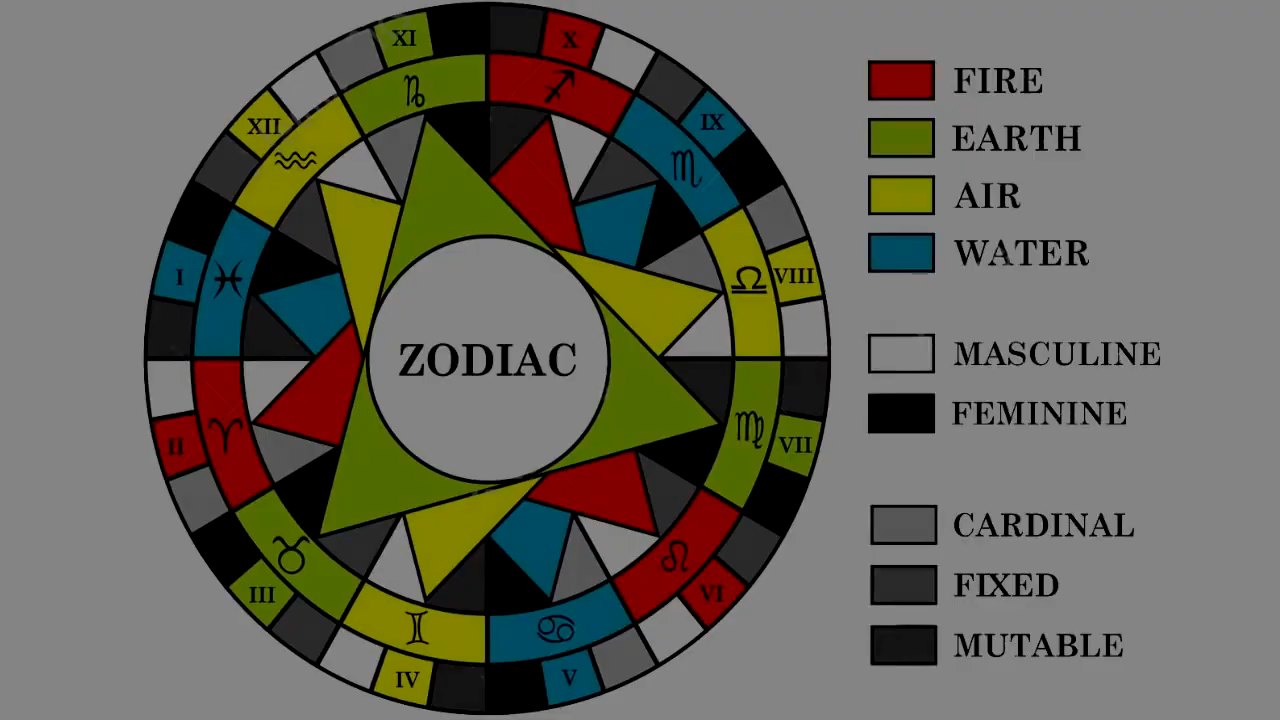 XI
X
XII
IX
I
VIII
II
VII
III
VI
IV
V
ZODIAC
FIRE
EARTH
AIR
WATER
MASCULINE
FEMININE
CARDINAL
FIXED
MUTABLE